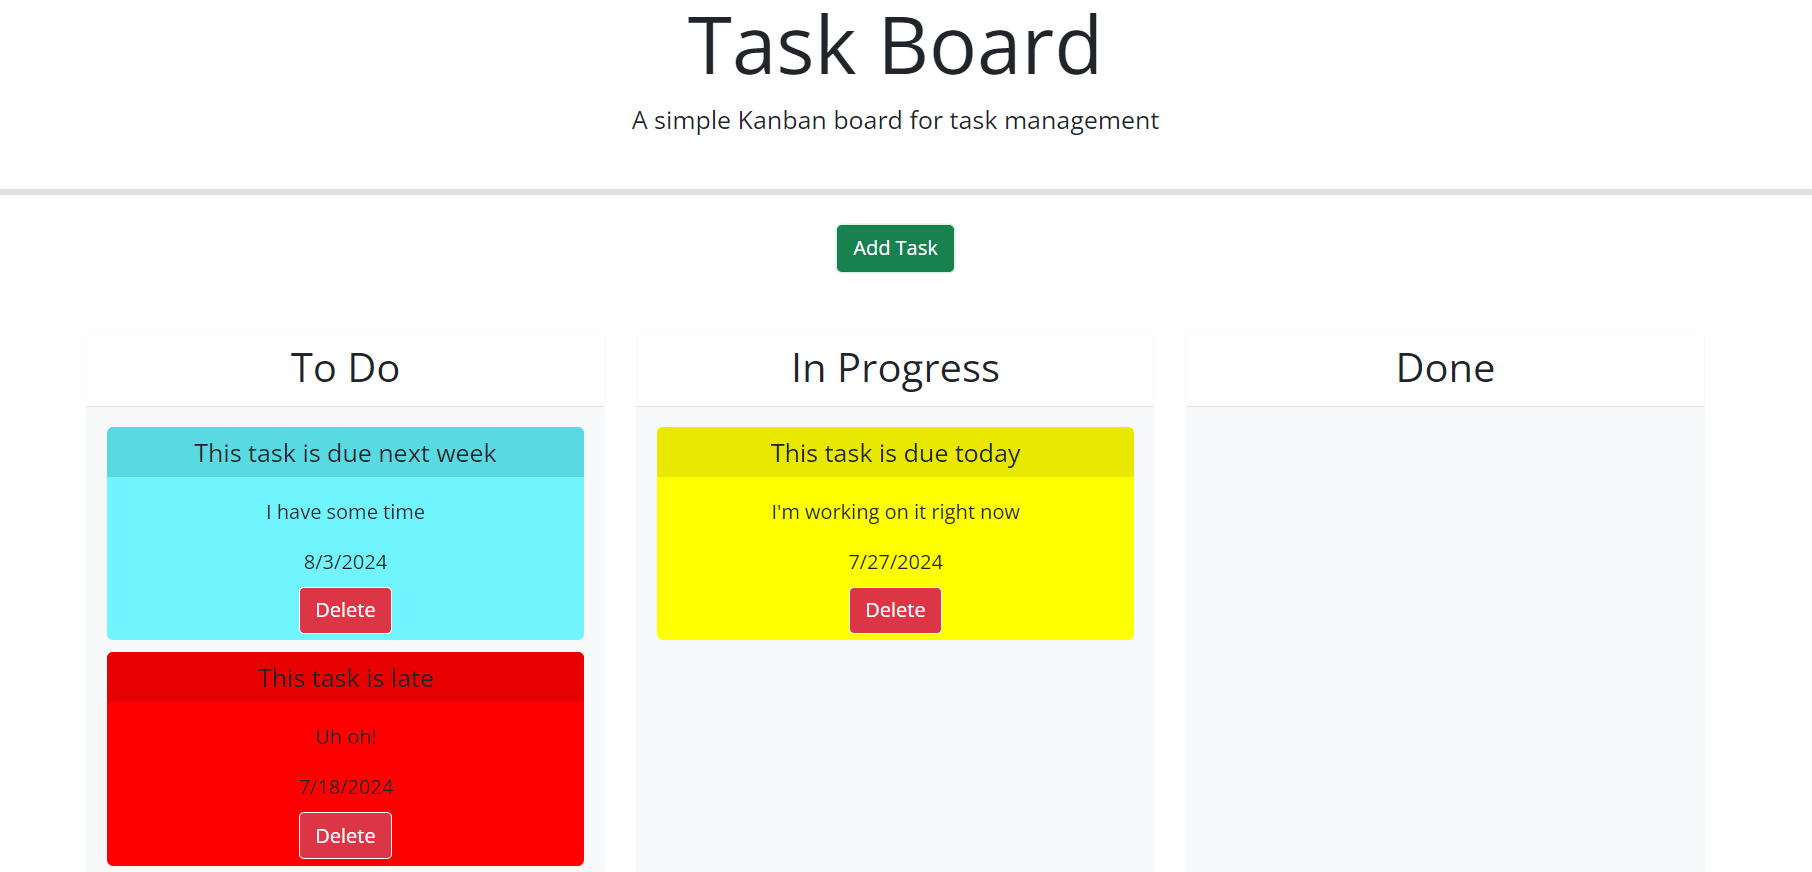 Task Board
A simple Kanban board for task management
Add Task
To Do
This task is due next week
I have some time
8/3/2024
Delete
This task is late
Uh oh!
7/18/2024
Delete
In Progress
This task is due today
I'm working on it right now
7/27/2024
Delete
Done